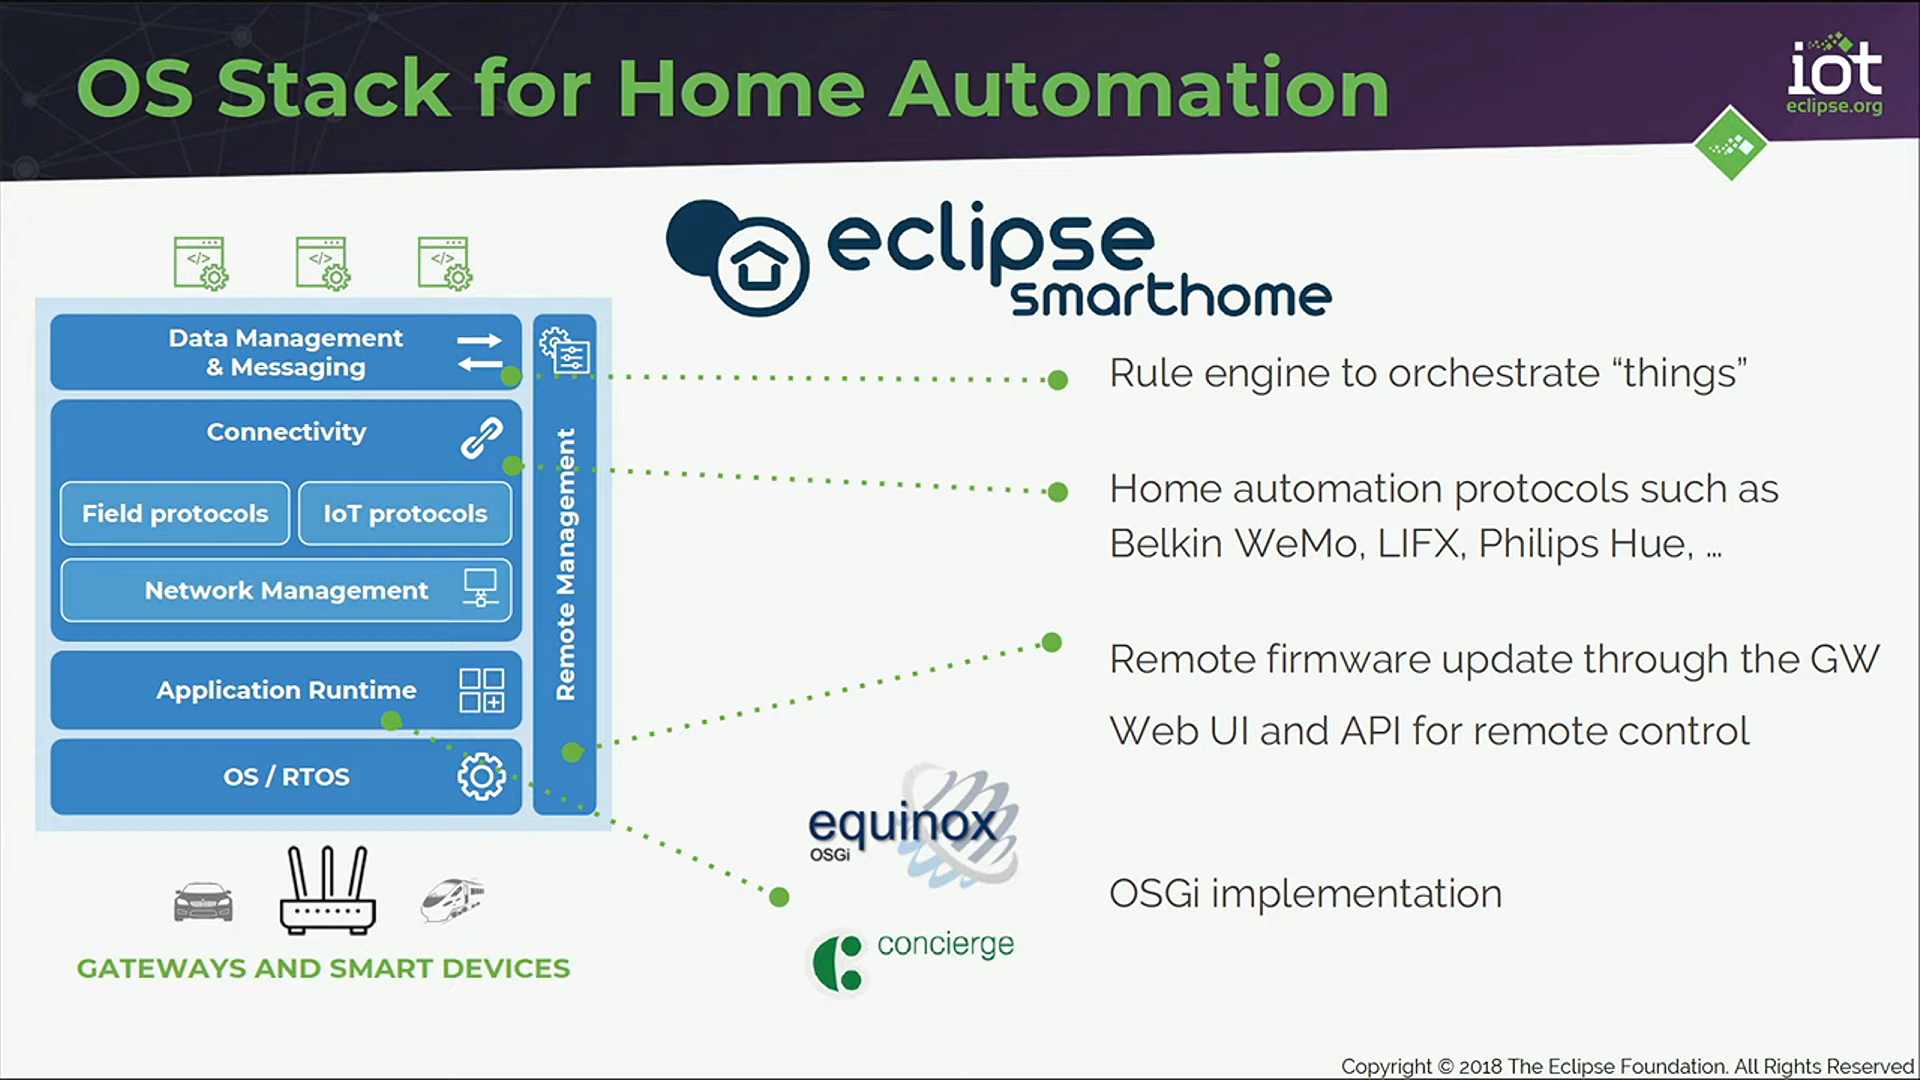 OS Stack for Home Automation
iot
eclipse.org
eclipse
smarthome
</>
</>
</>
Data Management
& Messaging
Connectivity
Field protocols
IoT protocols
Network Management
Application Runtime
OS / RTOS
Remote Management
GATEWAYS AND SMART DEVICES
Rule engine to orchestrate “things”
Home automation protocols such as
Belkin WeMo, LIFX, Philips Hue, ...
Remote firmware update through the GW
Web UI and API for remote control
equinox
OSGi
OSGi implementation
concierge
Copyright © 2018 The Eclipse Foundation. All Rights Reserved